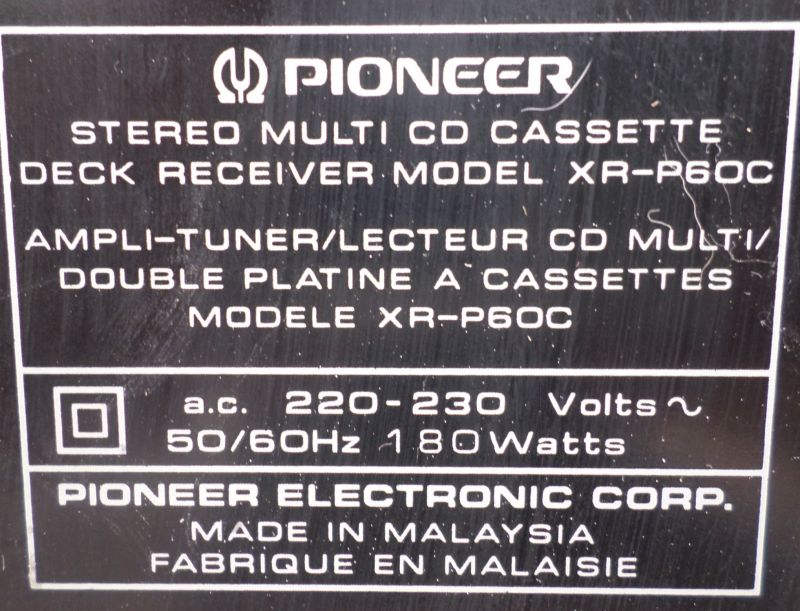 PIONEER
STEREO MULTI CD CASSETTE
DECK RECEIVER MODEL XR-P60C
AMPLI-TUNER/LECTEUR CD MULTI/
DOUBLE PLATINE A CASSETTES
MODELE XR-P60C
a.c. 220-230 Volts ~
50/60Hz 180Watts
PIONEER ELECTRONIC CORP.
MADE IN MALAYSIA
FABRIQUE EN MALAISIE